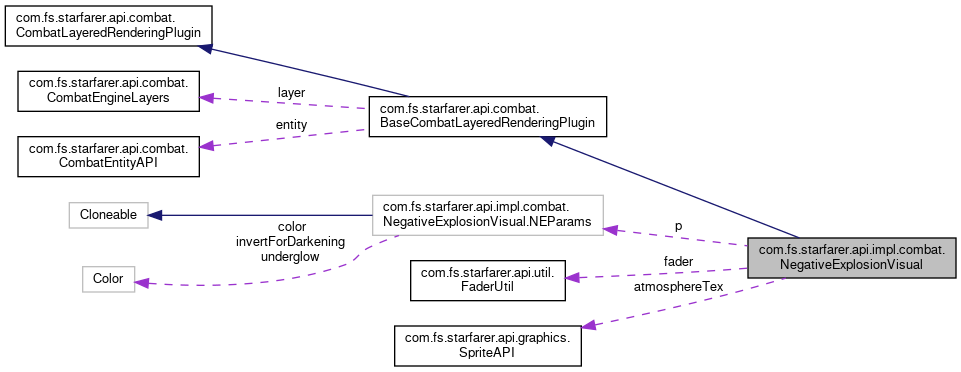 com.fs.starfarer.api.combat.
CombatLayeredRenderingPlugin
com.fs.starfarer.api.combat.
CombatEngineLayers
layer
com.fs.starfarer.api.combat.
BaseCombatLayeredRenderingPlugin
entity
com.fs.starfarer.api.combat.
CombatEntityAPI
Cloneable
color
invertForDarkening
underglow
com.fs.starfarer.api.impl.combat.
NegativeExplosionVisual.NEParams
p
Color
fader
com.fs.starfarer.api.util.
FaderUtil
com.fs.starfarer.api.impl.combat.
NegativeExplosionVisual
atmosphereTex
com.fs.starfarer.api.graphics.
SpriteAPI